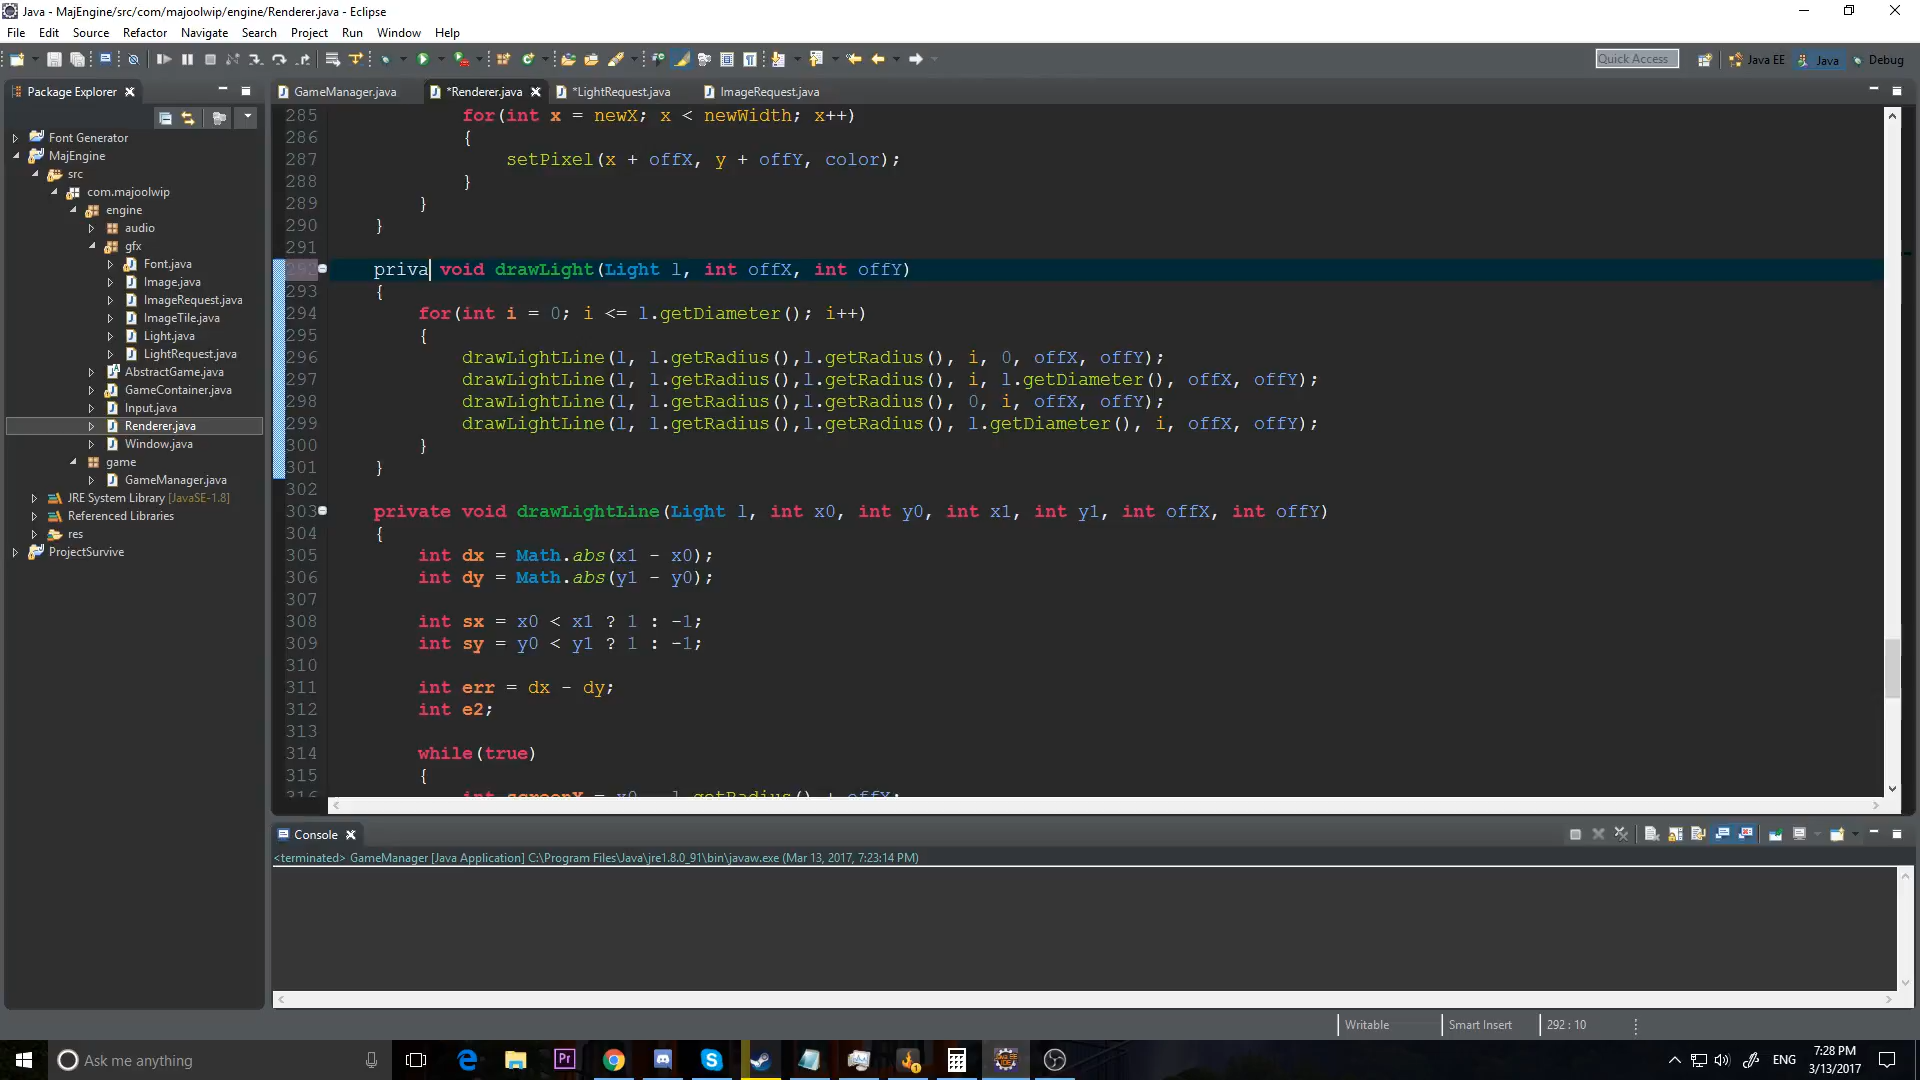 Java - MajEngine/src/com/majoolwip/engine/Renderer.java - Eclipse
File Edit Source Refactor Navigate Search Project Run Window Help
Quick Access
Java EE
Java
Debug
Package Explorer
GameManager.java
*Renderer.java
*LightRequest.java
ImageRequest.java
Font Generator
MajEngine
src
com.majoolwip
engine
audio
gfx
Font.java
Image.java
ImageRequest.java
ImageTile.java
Light.java
LightRequest.java
AbstractGame.java
GameContainer.java
Input.java
Renderer.java
Window.java
game
GameManager.java
JRE System Library [JavaSE-1.8]
Referenced Libraries
res
ProjectSurvive
285 for(int x = newX; x < newWidth; x++)
286 {
287 setPixel(x + offX, y + offY, color);
288 }
289 }
290 }
291
292 priva void drawLight(Light l, int offX, int offY)
293 {
294 for(int i = 0; i <= l.getDiameter(); i++)
295 {
296 drawLightLine(l, l.getRadius(),l.getRadius(), i, 0, offX, offY);
297 drawLightLine(l, l.getRadius(),l.getRadius(), i, l.getDiameter(), offX, offY);
298 drawLightLine(l, l.getRadius(),l.getRadius(), 0, i, offX, offY);
299 drawLightLine(l, l.getRadius(),l.getRadius(), l.getDiameter(), i, offX, offY);
300 }
301 }
302
303 private void drawLightLine(Light l, int x0, int y0, int x1, int y1, int offX, int offY)
304 {
305 int dx = Math.abs(x1 - x0);
306 int dy = Math.abs(y1 - y0);
307
308 int sx = x0 < x1 ? 1 : -1;
309 int sy = y0 < y1 ? 1 : -1;
310
311 int err = dx - dy;
312 int e2;
313
314 while(true)
315 {
316 int screenX = x0 - l.getRadius() + offX;
Console
<terminated> GameManager [Java Application] C:\Program Files\Java\jre1.8.0_91\bin\javaw.exe (Mar 13, 2017, 7:23:14 PM)
Writable
Smart Insert
292 : 10
Ask me anything
ENG
7:28 PM
3/13/2017